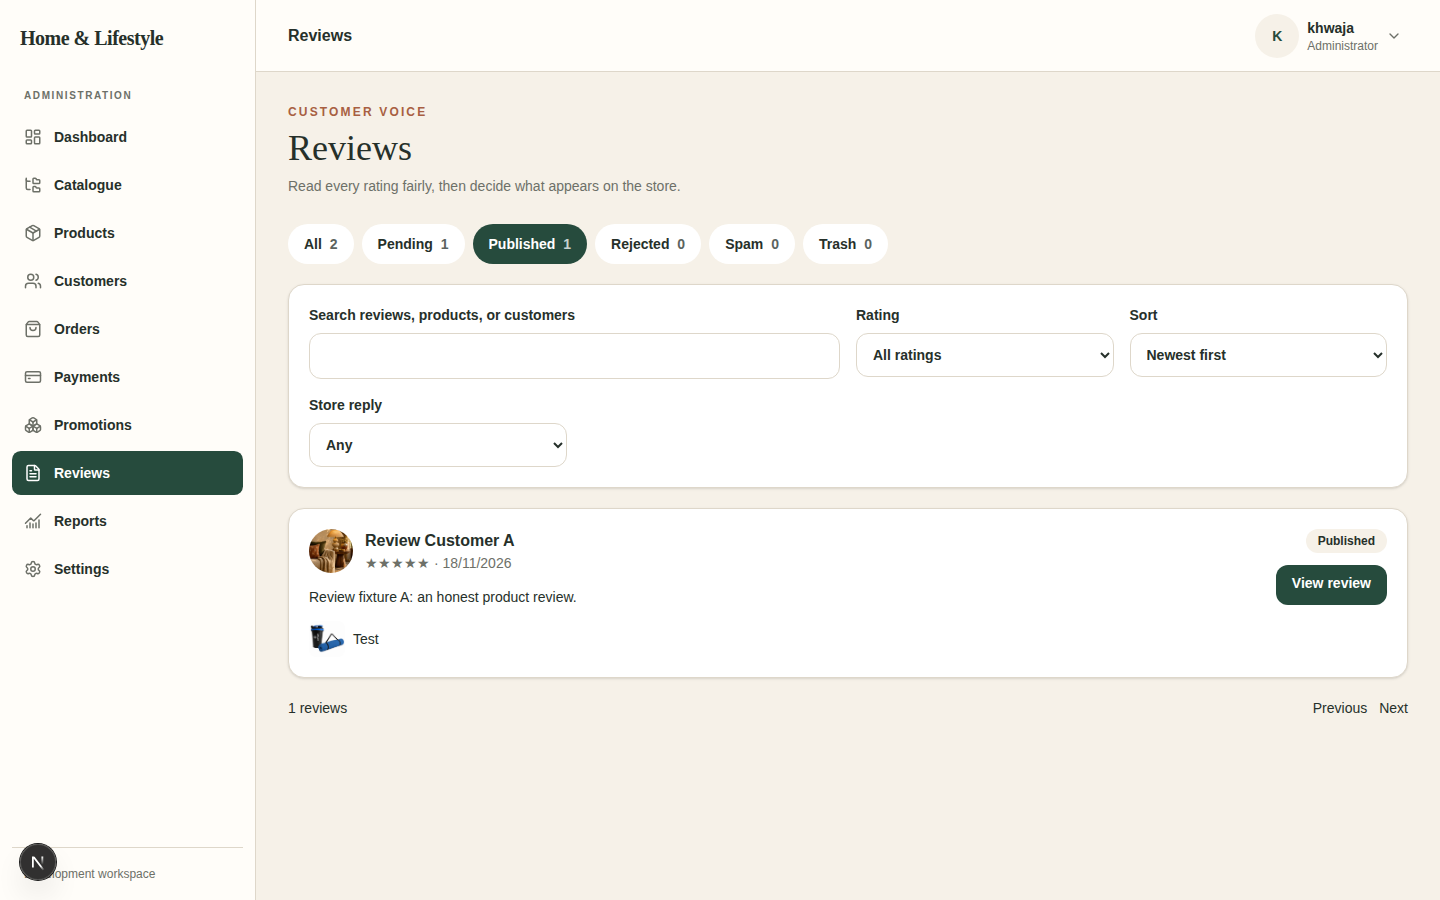 Home & Lifestyle
ADMINISTRATION
Dashboard
Catalogue
Products
Customers
Orders
Payments
Promotions
Reviews
Reports
Settings
lopment workspace
Reviews
K
khwaja
Administrator
CUSTOMER VOICE
Reviews
Read every rating fairly, then decide what appears on the store.
All 2
Pending 1
Published 1
Rejected 0
Spam 0
Trash 0
Search reviews, products, or customers
Rating
All ratings
Sort
Newest first
Store reply
Any
Review Customer A
★★★★★ · 18/11/2026
Review fixture A: an honest product review.
Test
Published
View review
1 reviews
Previous Next